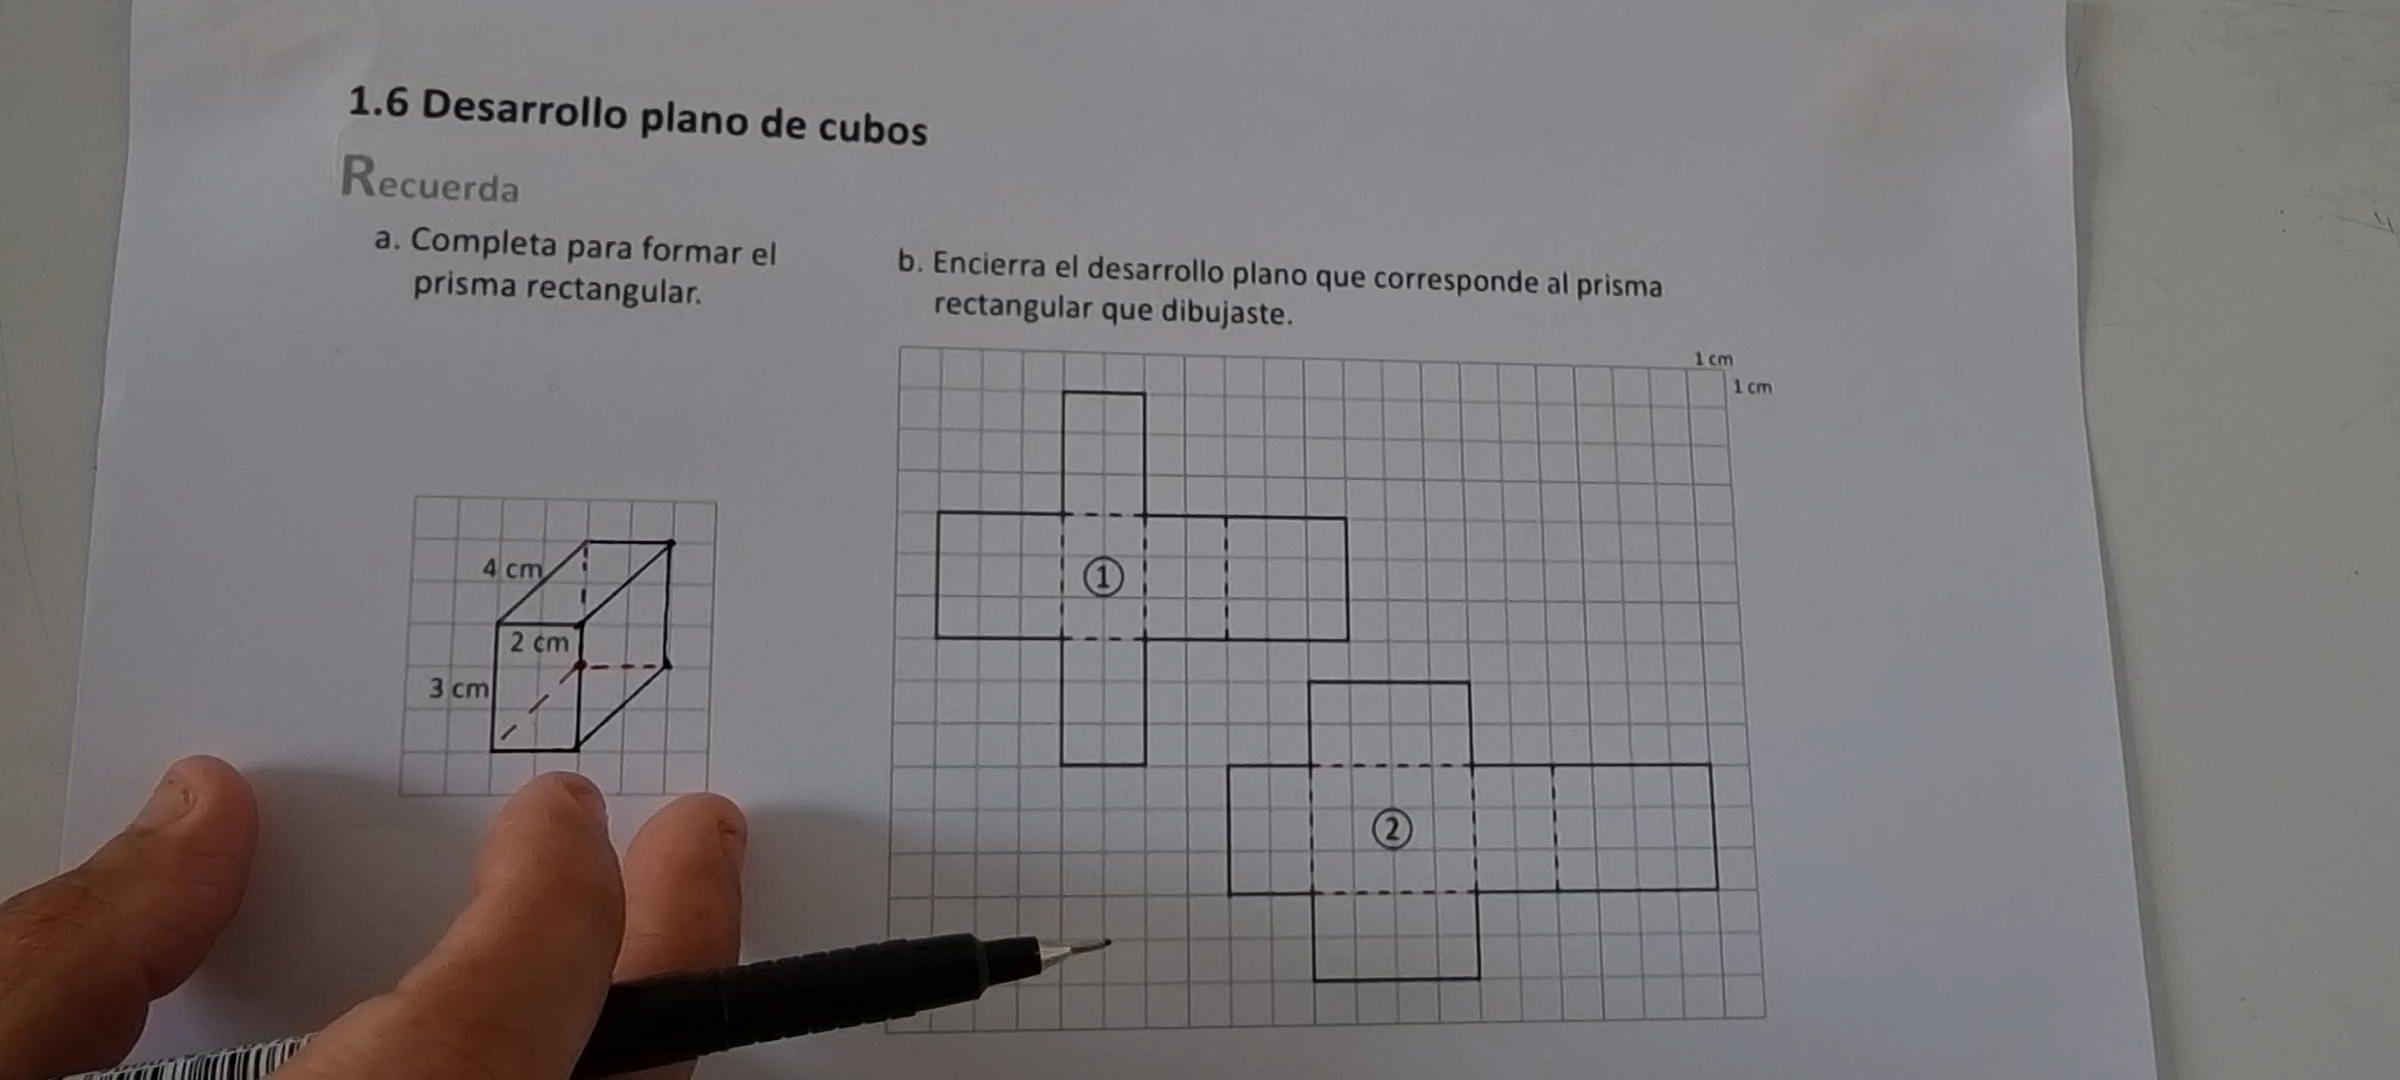 1.6 Desarrollo plano de cubos
Recuerda
a. Completa para formar el
prisma rectangular.
4 cm
2 cm
3 cm
b. Encierra el desarrollo plano que corresponde al prisma
rectangular que dibujaste.
1 cm
1 cm
1
2